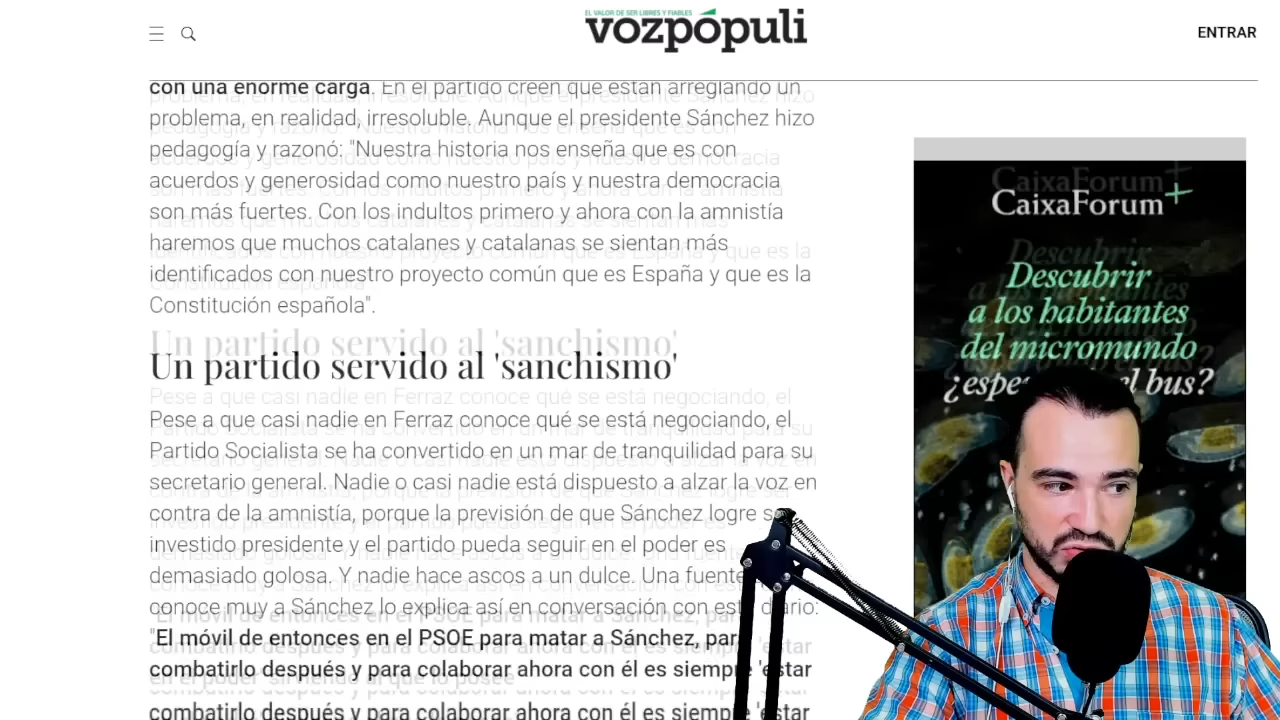 EL VALOR DE SER LIBRES Y FIABLES
vozpópuli
ENTRAR
con una enorme carga. En el partido creen que están arreglando un
problema, en realidad, irresoluble. Aunque el presidente Sánchez hizo
pedagogía y razonó: "Nuestra historia nos enseña que es con
acuerdos y generosidad como nuestro país y nuestra democracia
son más fuertes. Con los indultos primero y ahora con la amnistía
haremos que muchos catalanes y catalanas se sientan más
identificados con nuestro proyecto común que es España y que es la
Constitución española".
Un partido servido al 'sanchismo'
Pese a que casi nadie en Ferraz conoce qué se está negociando, el
Partido Socialista se ha convertido en un mar de tranquilidad para su
secretario general. Nadie o casi nadie está dispuesto a alzar la voz en
contra de la amnistía, porque la previsión de que Sánchez logre
investido presidente y el partido pueda seguir en el poder es
demasiado golosa. Y nadie hace ascos a un dulce. Una fuente
conoce muy a Sánchez lo explica así en conversación con este diario:
"El móvil de entonces en el PSOE para matar a Sánchez, para
combatirlo después y para colaborar ahora con él es siempre 'estar
CaixaForum+
Descubrir
a los habitantes
del micromundo
el bus?